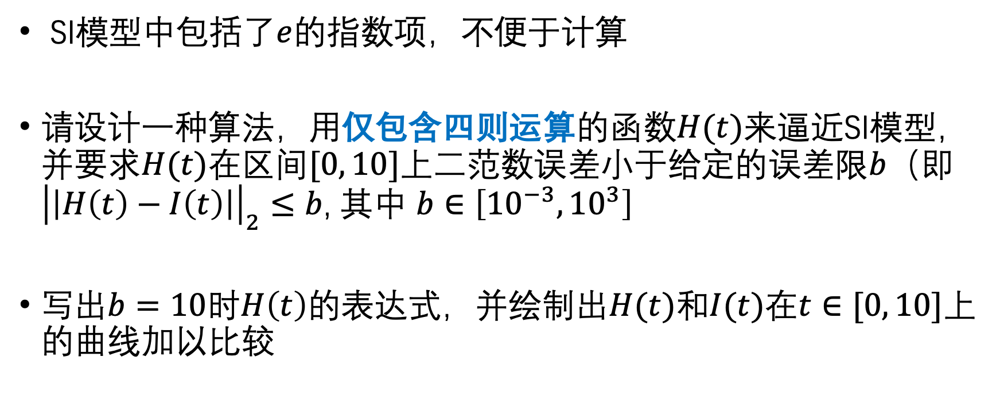 • SI模型中包括了e的指数项，不便于计算
• 请设计一种算法，用仅包含四则运算的函数H(t)来逼近SI模型，
并要求H(t)在区间[0,10]上二范数误差小于给定的误差限b（即
||H(t) − I(t)||₂ ≤ b, 其中 b ∈ [10⁻³, 10³]
• 写出b = 10时H(t)的表达式，并绘制出H(t)和I(t)在t ∈ [0,10]上
的曲线加以比较